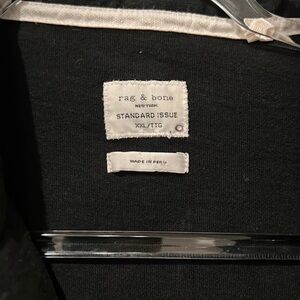 rag & bone
NEW YORK
STANDARD ISSUE
XXL/TTG
MADE IN PERU